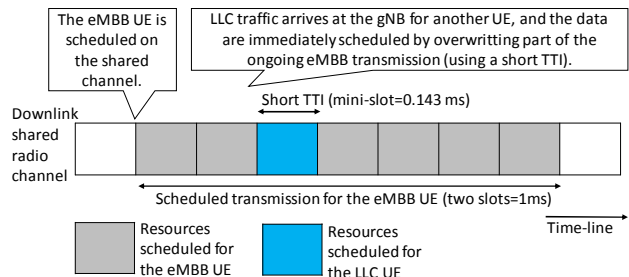 The eMBB UE is
scheduled on
the shared
channel.
LLC traffic arrives at the gNB for another UE, and the data
are immediately scheduled by overwritting part of the
ongoing eMBB transmission (using a short TTI).
Short TTI (mini-slot=0.143 ms)
Downlink
shared
radio
channel
Scheduled transmission for the eMBB UE (two slots=1ms)
Time-line
Resources
scheduled for
the eMBB UE
Resources
scheduled for
the LLC UE